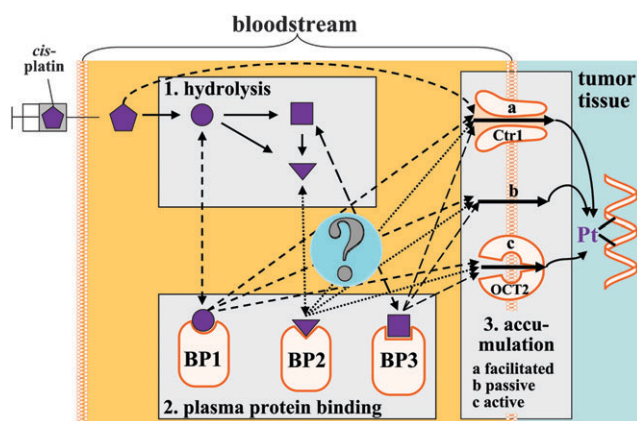 bloodstream
cis-
platin
tumor
tissue
1. hydrolysis
a
Ctr1
b
Pt
?
c
OCT2
BP1
BP2
BP3
2. plasma protein binding
3. accu-
mulation
a facilitated
b passive
c active